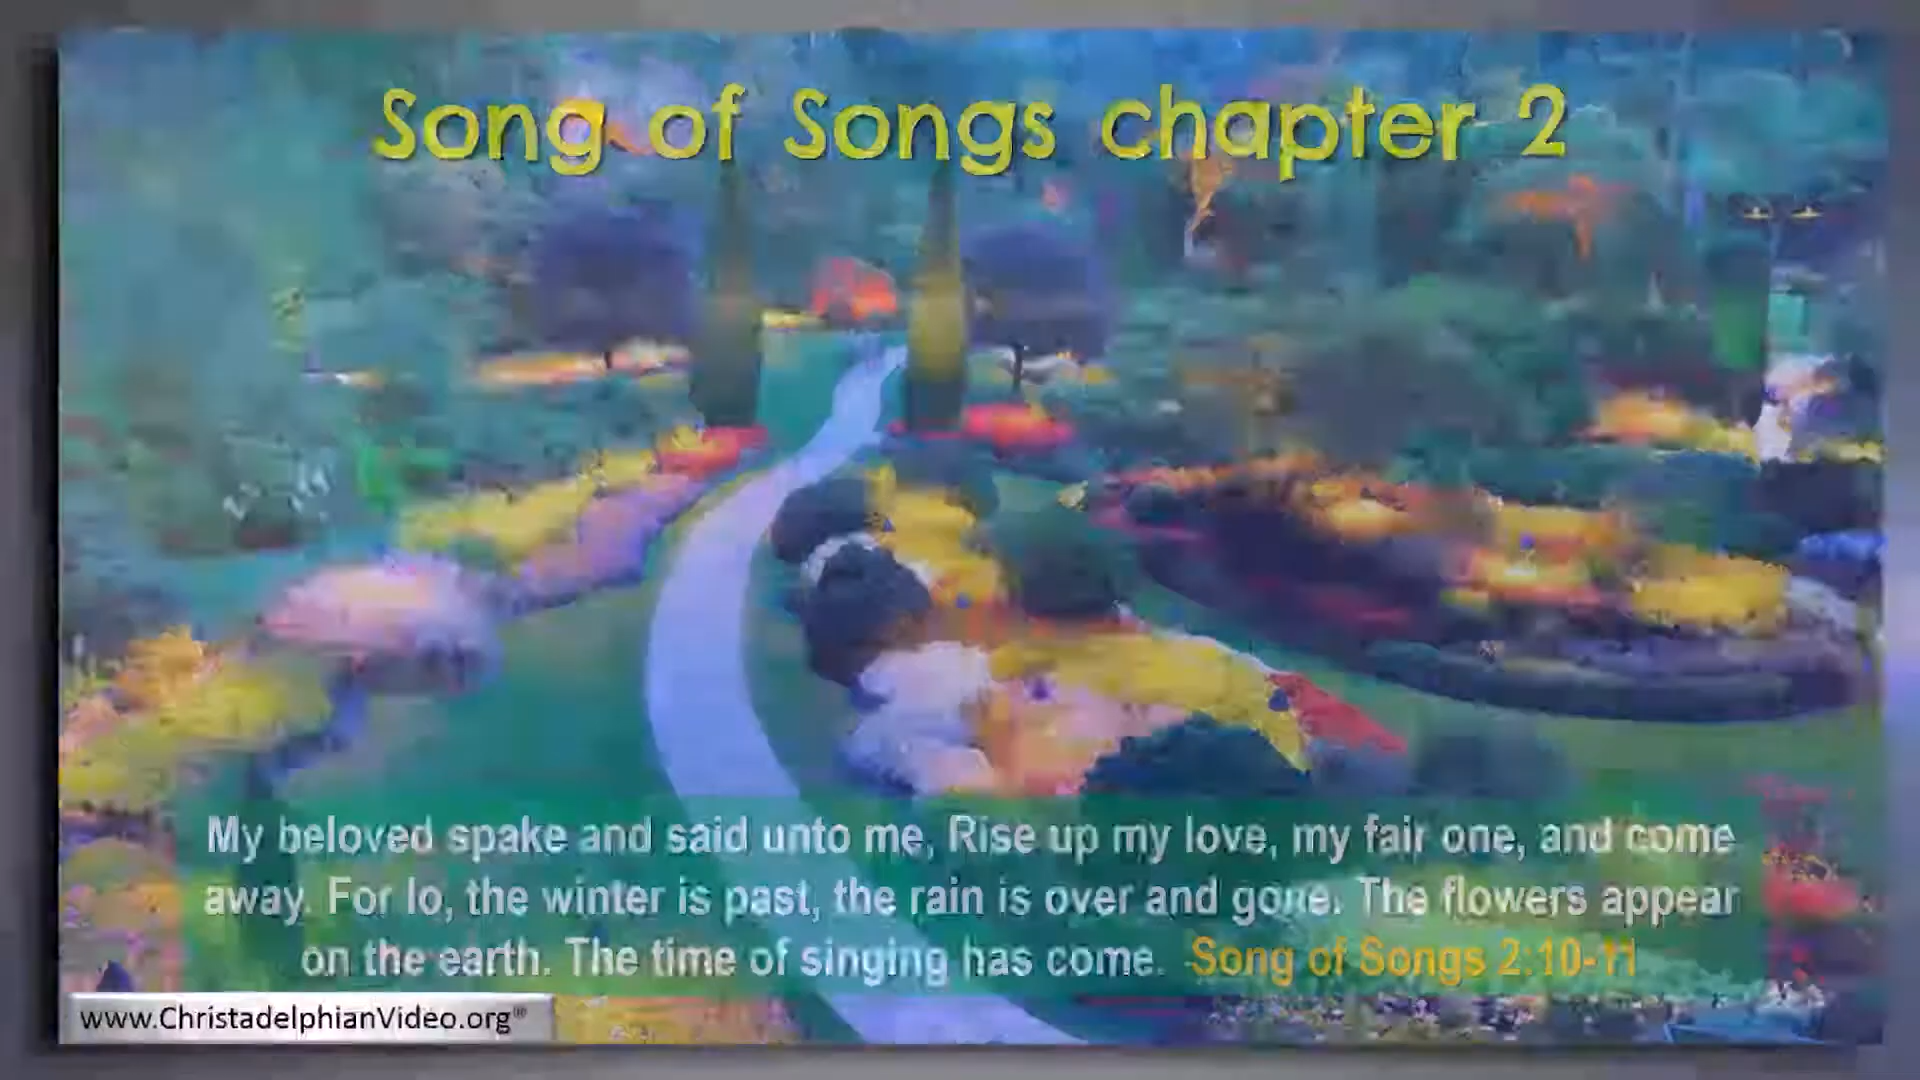 Song of Songs chapter 2
My beloved spake and said unto me, Rise up my love, my fair one, and come
away. For lo, the winter is past, the rain is over and gone. The flowers appear
on the earth. The time of singing has come. Song of Songs 2:10-11
www.ChristadelphianVideo.org®